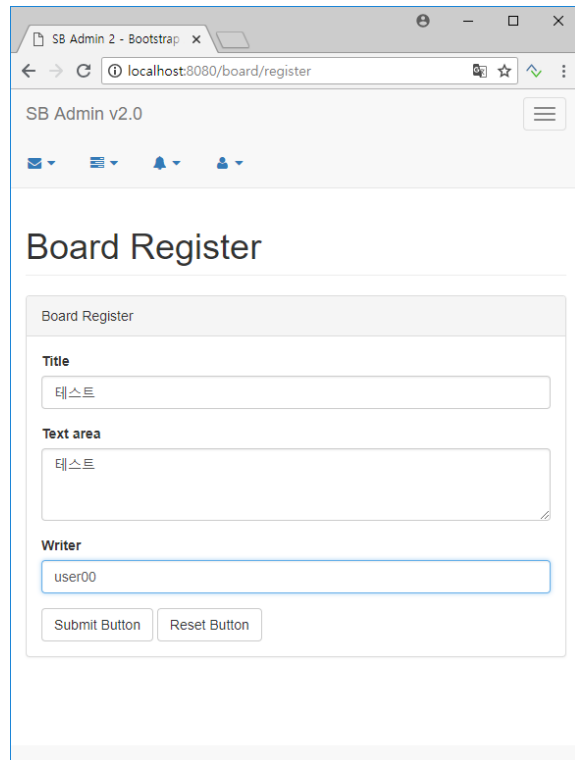 SB Admin 2 - Bootstrap
localhost:8080/board/register
SB Admin v2.0
Board Register
Board Register
Title
테스트
Text area
테스트
Writer
user00
Submit Button Reset Button